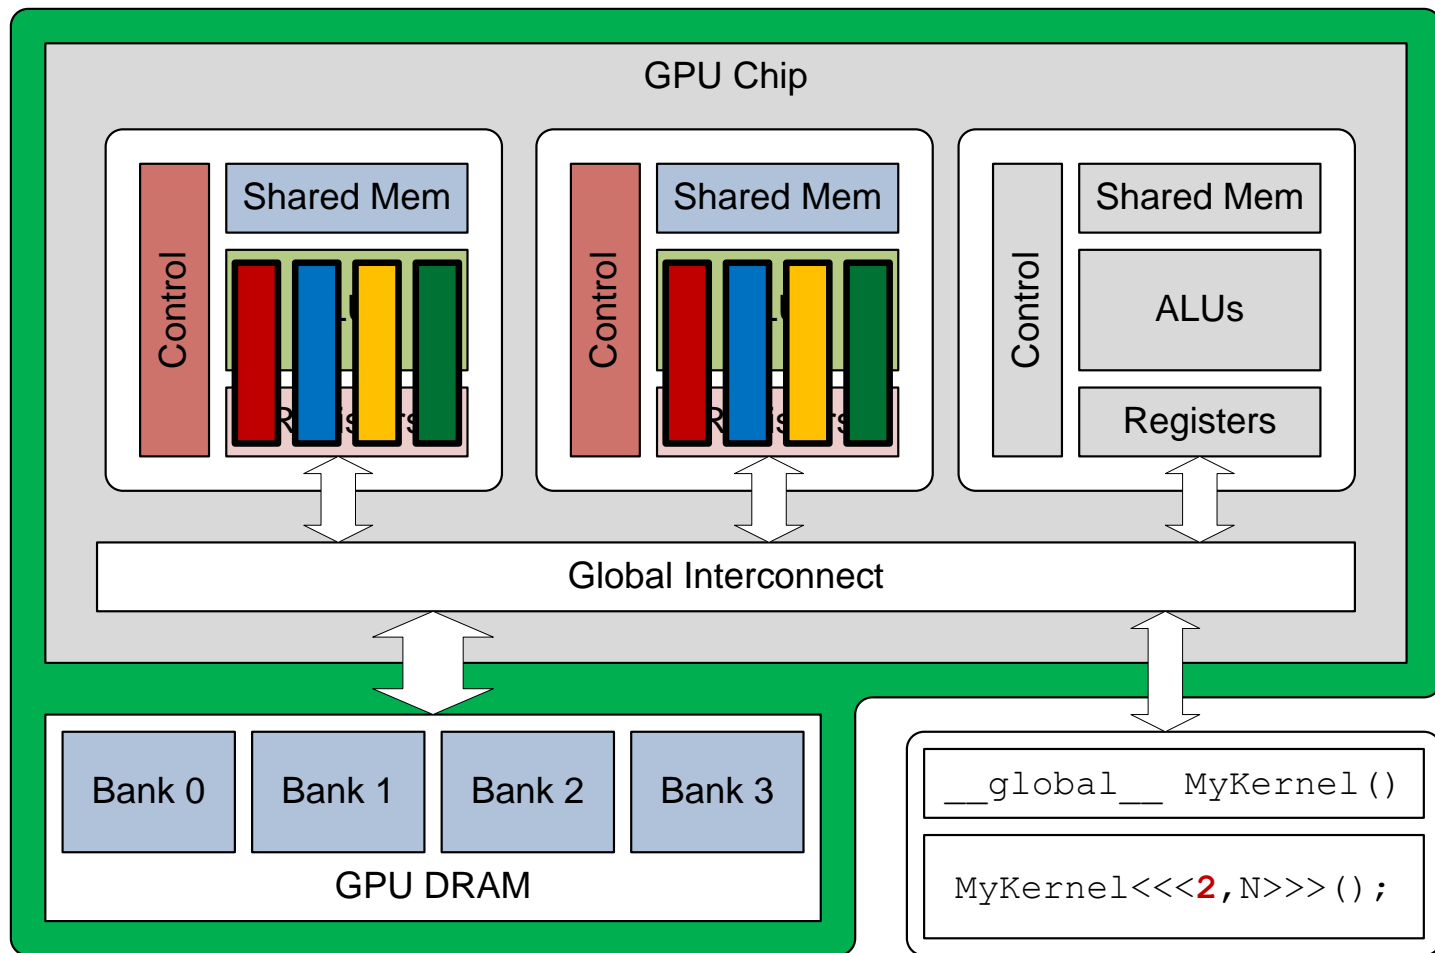 GPU Chip
Control
Shared Mem
Control
Shared Mem
Control
Shared Mem
ALUs
Registers
Global Interconnect
Bank 0
Bank 1
Bank 2
Bank 3
GPU DRAM
__global__ MyKernel()
MyKernel<<<2,N>>>();